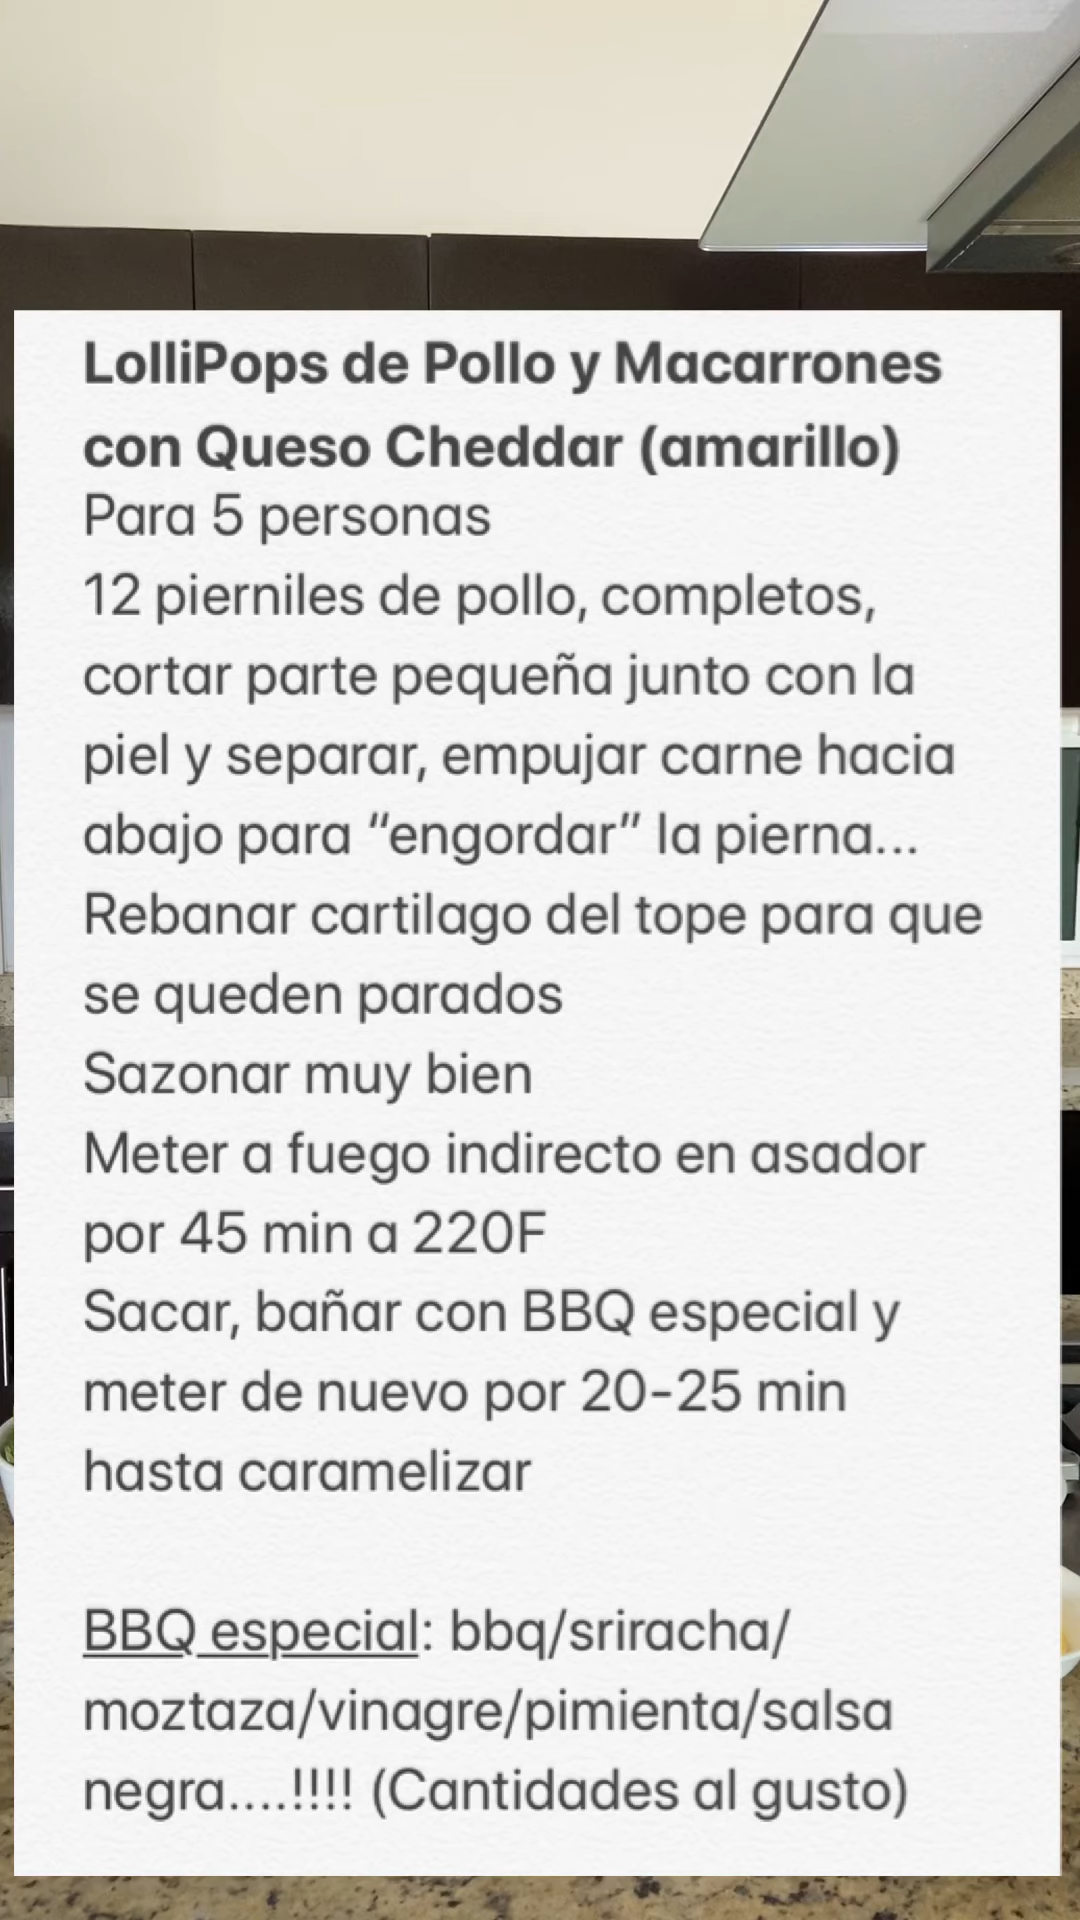 LolliPops de Pollo y Macarrones
con Queso Cheddar (amarillo)
Para 5 personas
12 pierniles de pollo, completos,
cortar parte pequeña junto con la
piel y separar, empujar carne hacia
abajo para “engordar” la pierna...
Rebanar cartilago del tope para que
se queden parados
Sazonar muy bien
Meter a fuego indirecto en asador
por 45 min a 220F
Sacar, bañar con BBQ especial y
meter de nuevo por 20-25 min
hasta caramelizar
BBQ especial: bbq/sriracha/
moztaza/vinagre/pimienta/salsa
negra....!!!! (Cantidades al gusto)